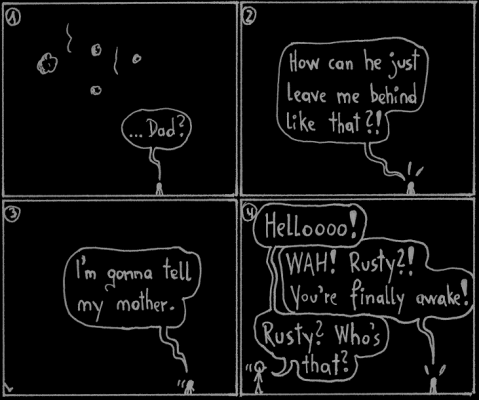 1
... Dad?
2
How can he just
leave me behind
like that?!
3
I'm gonna tell
my mother.
4
Helloooo!
WAH! Rusty?!
You're finally awake!
Rusty? Who's
that?